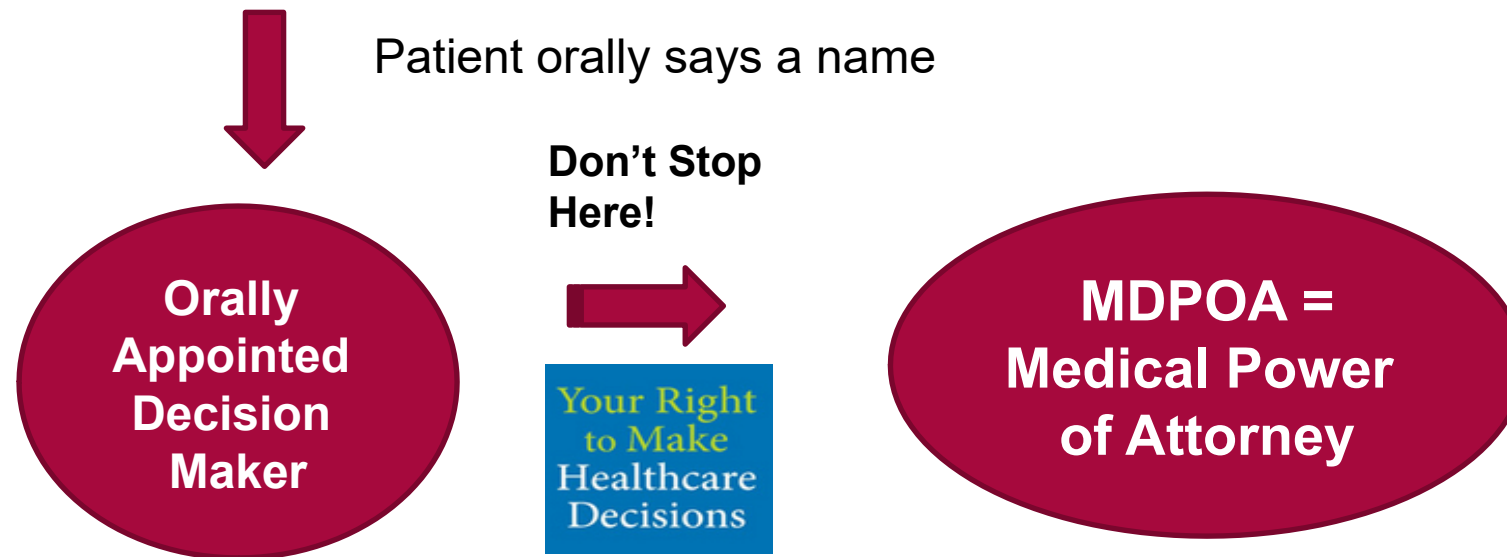 Patient orally says a name
Don’t Stop
Here!
Orally
Appointed
Decision
Maker
Your Right
to Make
Healthcare
Decisions
MDPOA =
Medical Power
of Attorney